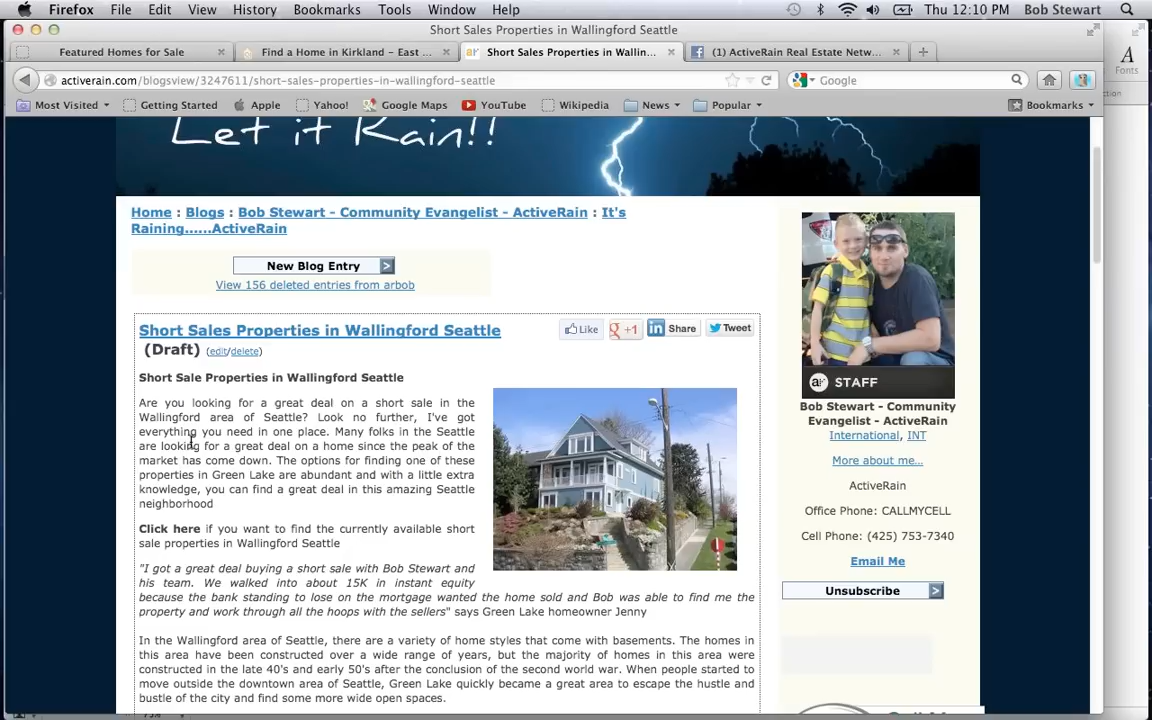 Firefox File Edit View History Bookmarks Tools Window Help Thu 12:10 PM Bob Stewart
Short Sales Properties in Wallingford Seattle
Featured Homes for Sale Find a Home in Kirkland – East ... Short Sales Properties in Wallin... (1) ActiveRain Real Estate Netw...
A
Fonts
activerain.com/blogsview/3247611/short-sales-properties-in-wallingford-seattle Google
Most Visited Getting Started Apple Yahoo! Google Maps YouTube Wikipedia News Popular Bookmarks
Let it Rain!!
Home : Blogs : Bob Stewart - Community Evangelist - ActiveRain : It's
Raining......ActiveRain
New Blog Entry >
View 156 deleted entries from arbob
Short Sales Properties in Wallingford Seattle
(Draft) (edit/delete)
Like +1 in Share Tweet
Short Sale Properties in Wallingford Seattle
Are you looking for a great deal on a short sale in the
Wallingford area of Seattle? Look no further, I've got
everything you need in one place. Many folks in the Seattle
are looking for a great deal on a home since the peak of the
market has come down. The options for finding one of these
properties in Green Lake are abundant and with a little extra
knowledge, you can find a great deal in this amazing Seattle
neighborhood
Click here if you want to find the currently available short
sale properties in Wallingford Seattle
"I got a great deal buying a short sale with Bob Stewart and
his team. We walked into about 15K in instant equity
because the bank standing to lose on the mortgage wanted the home sold and Bob was able to find me the
property and work through all the hoops with the sellers" says Green Lake homeowner Jenny
In the Wallingford area of Seattle, there are a variety of home styles that come with basements. The homes in
this area have been constructed over a wide range of years, but the majority of homes in this area were
constructed in the late 40's and early 50's after the conclusion of the second world war. When people started to
move outside the downtown area of Seattle, Green Lake quickly became a great area to escape the hustle and
bustle of the city and find some more wide open spaces.
ar STAFF
Bob Stewart - Community
Evangelist - ActiveRain
International, INT
More about me...
ActiveRain
Office Phone: CALLMYCELL
Cell Phone: (425) 753-7340
Email Me
Unsubscribe >